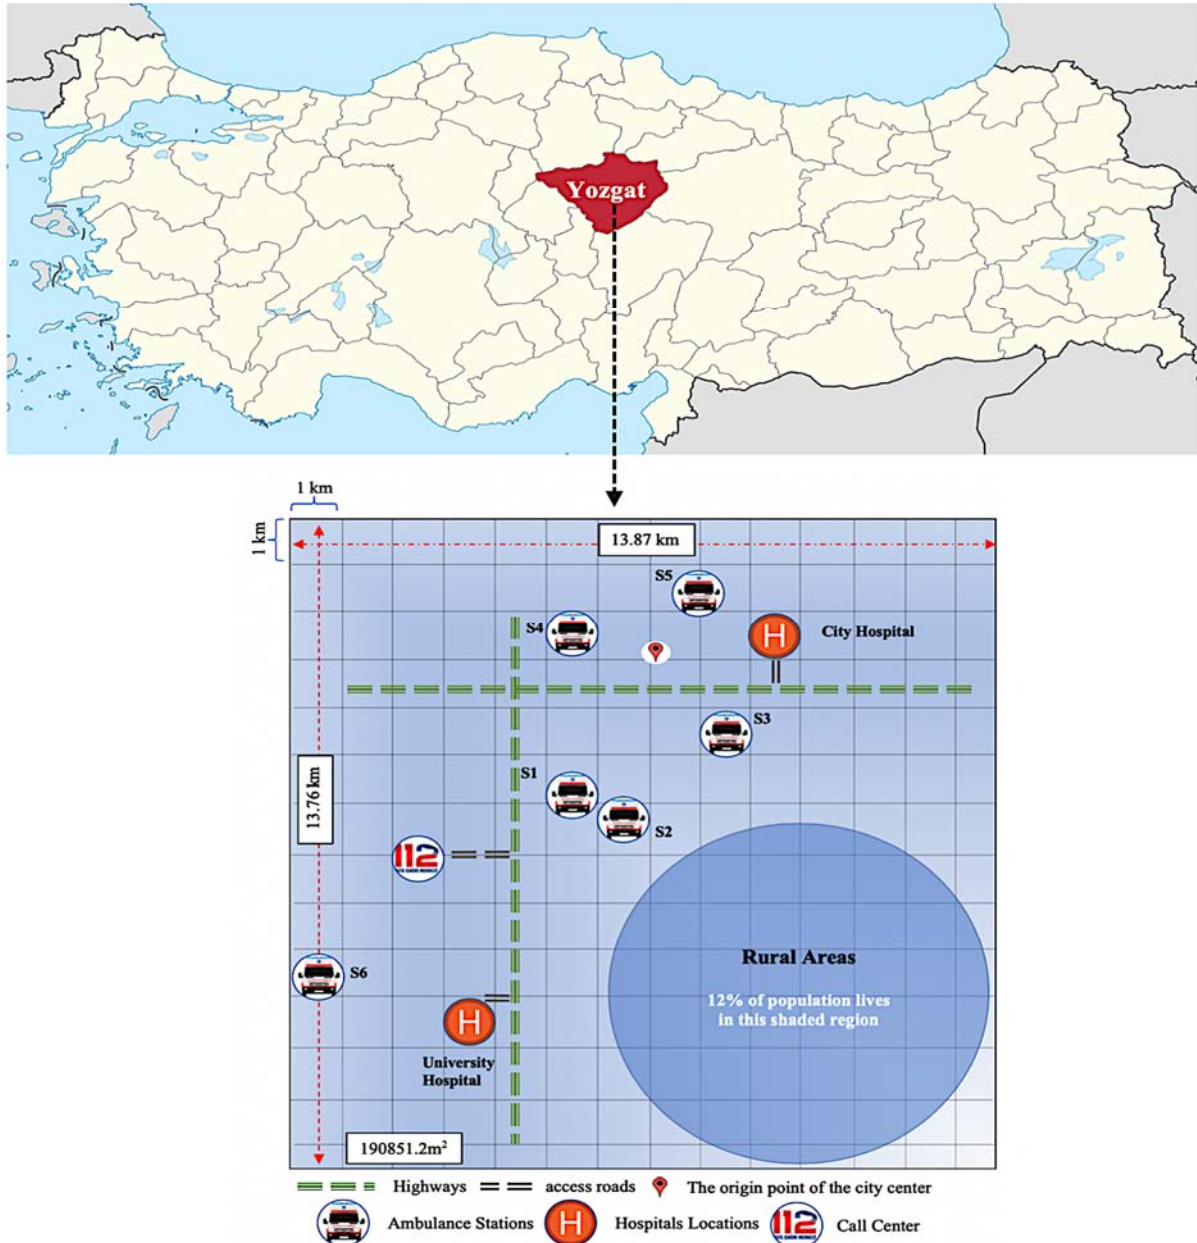 Yozgat
1 km
1 km
13.87 km
S5
S4
City Hospital
S3
13.76 km
S1
S2
112
Rural Areas
S6
12% of population lives
in this shaded region
University
Hospital
190851.2m²
Highways
access roads
The origin point of the city center
Ambulance Stations
Hospitals Locations
112
Call Center
H
H
H